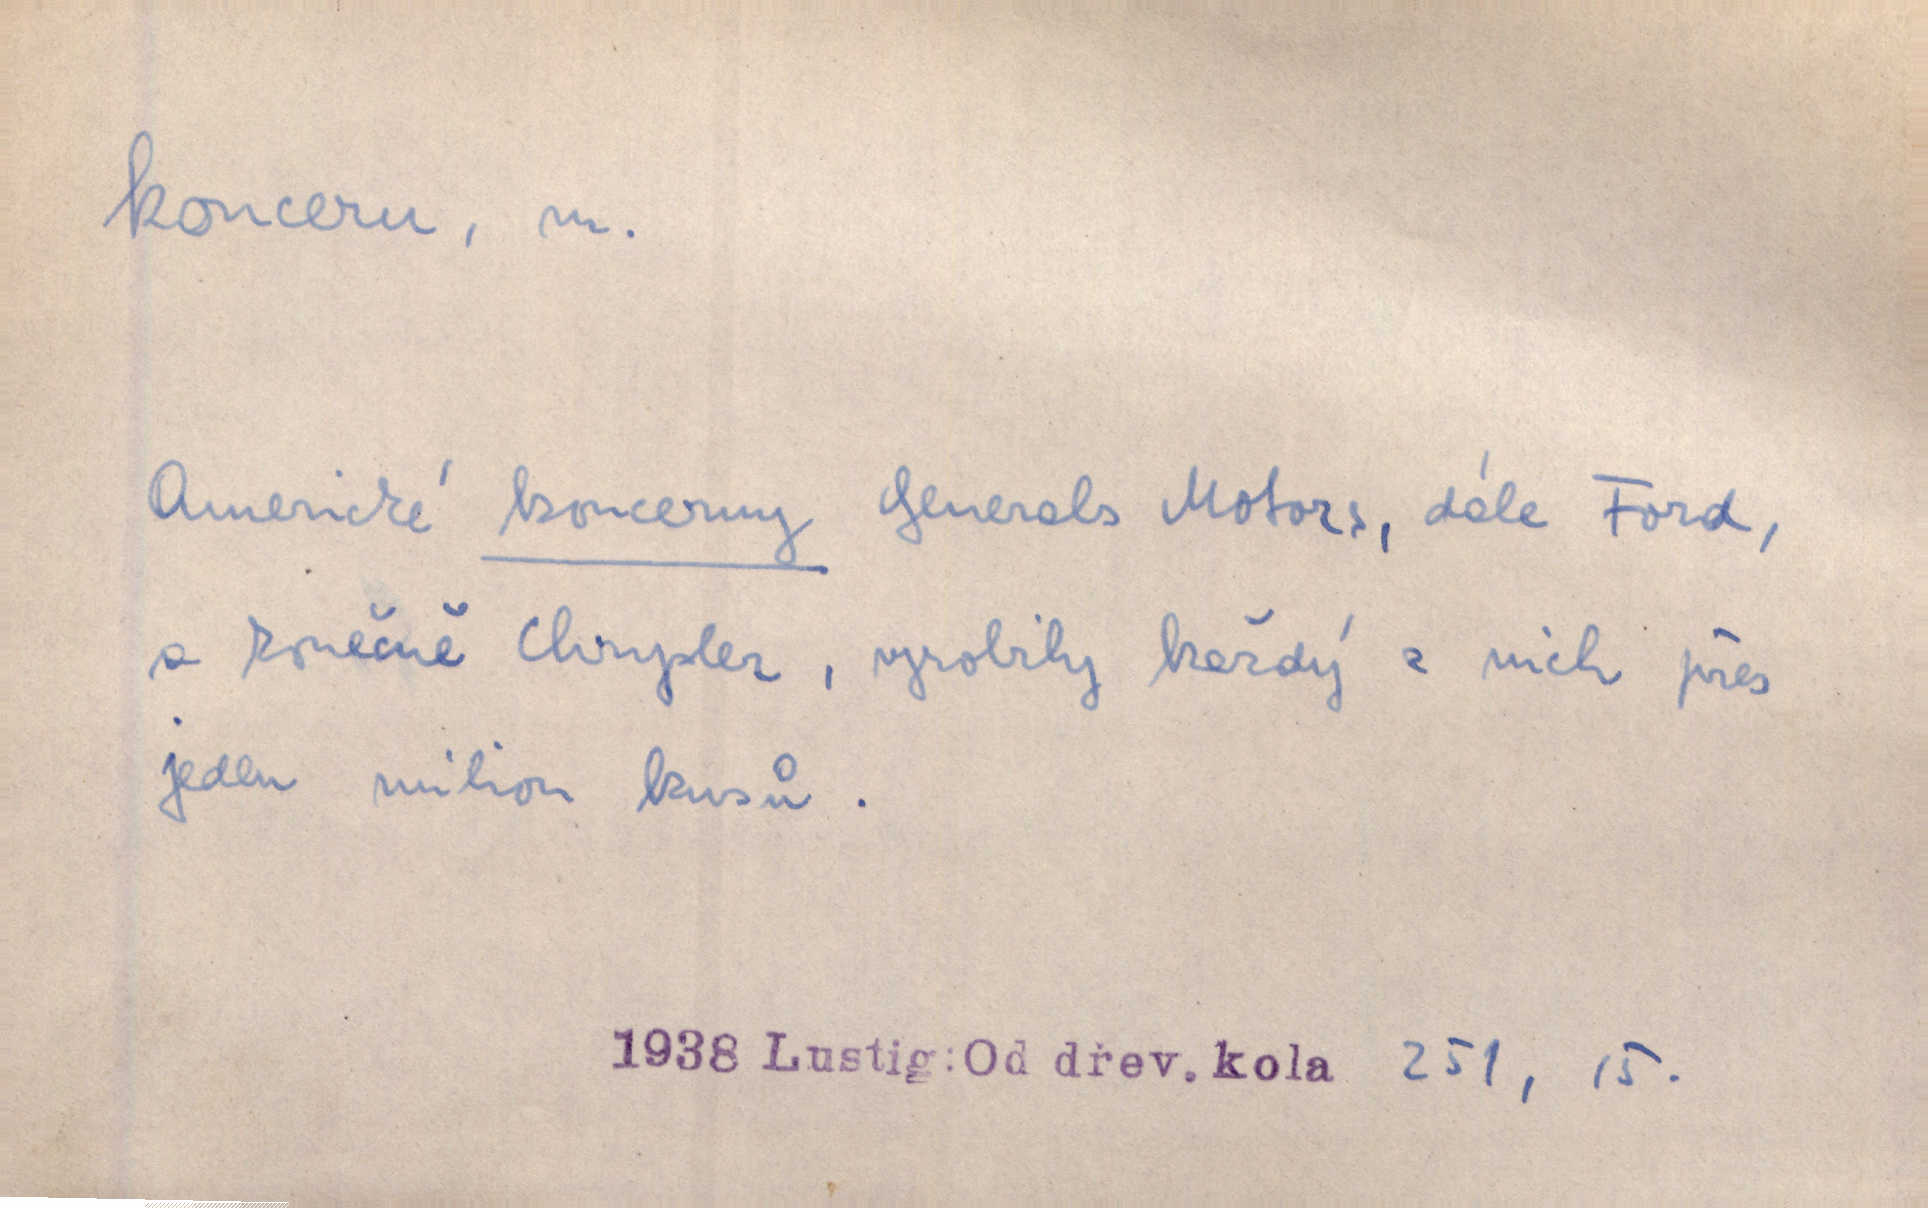 koncern, m.
Americké koncerny Generals Motors, dále Ford,
a konečně Chrysler, vyrobily každý z nich přes
jeden milion kusů.
1938 Lustig: Od dřev. kola 251, 15.